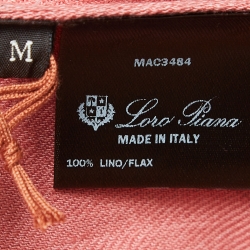 M
MAC3484
Loro Piana
MADE IN ITALY
100% LINO/FLAX